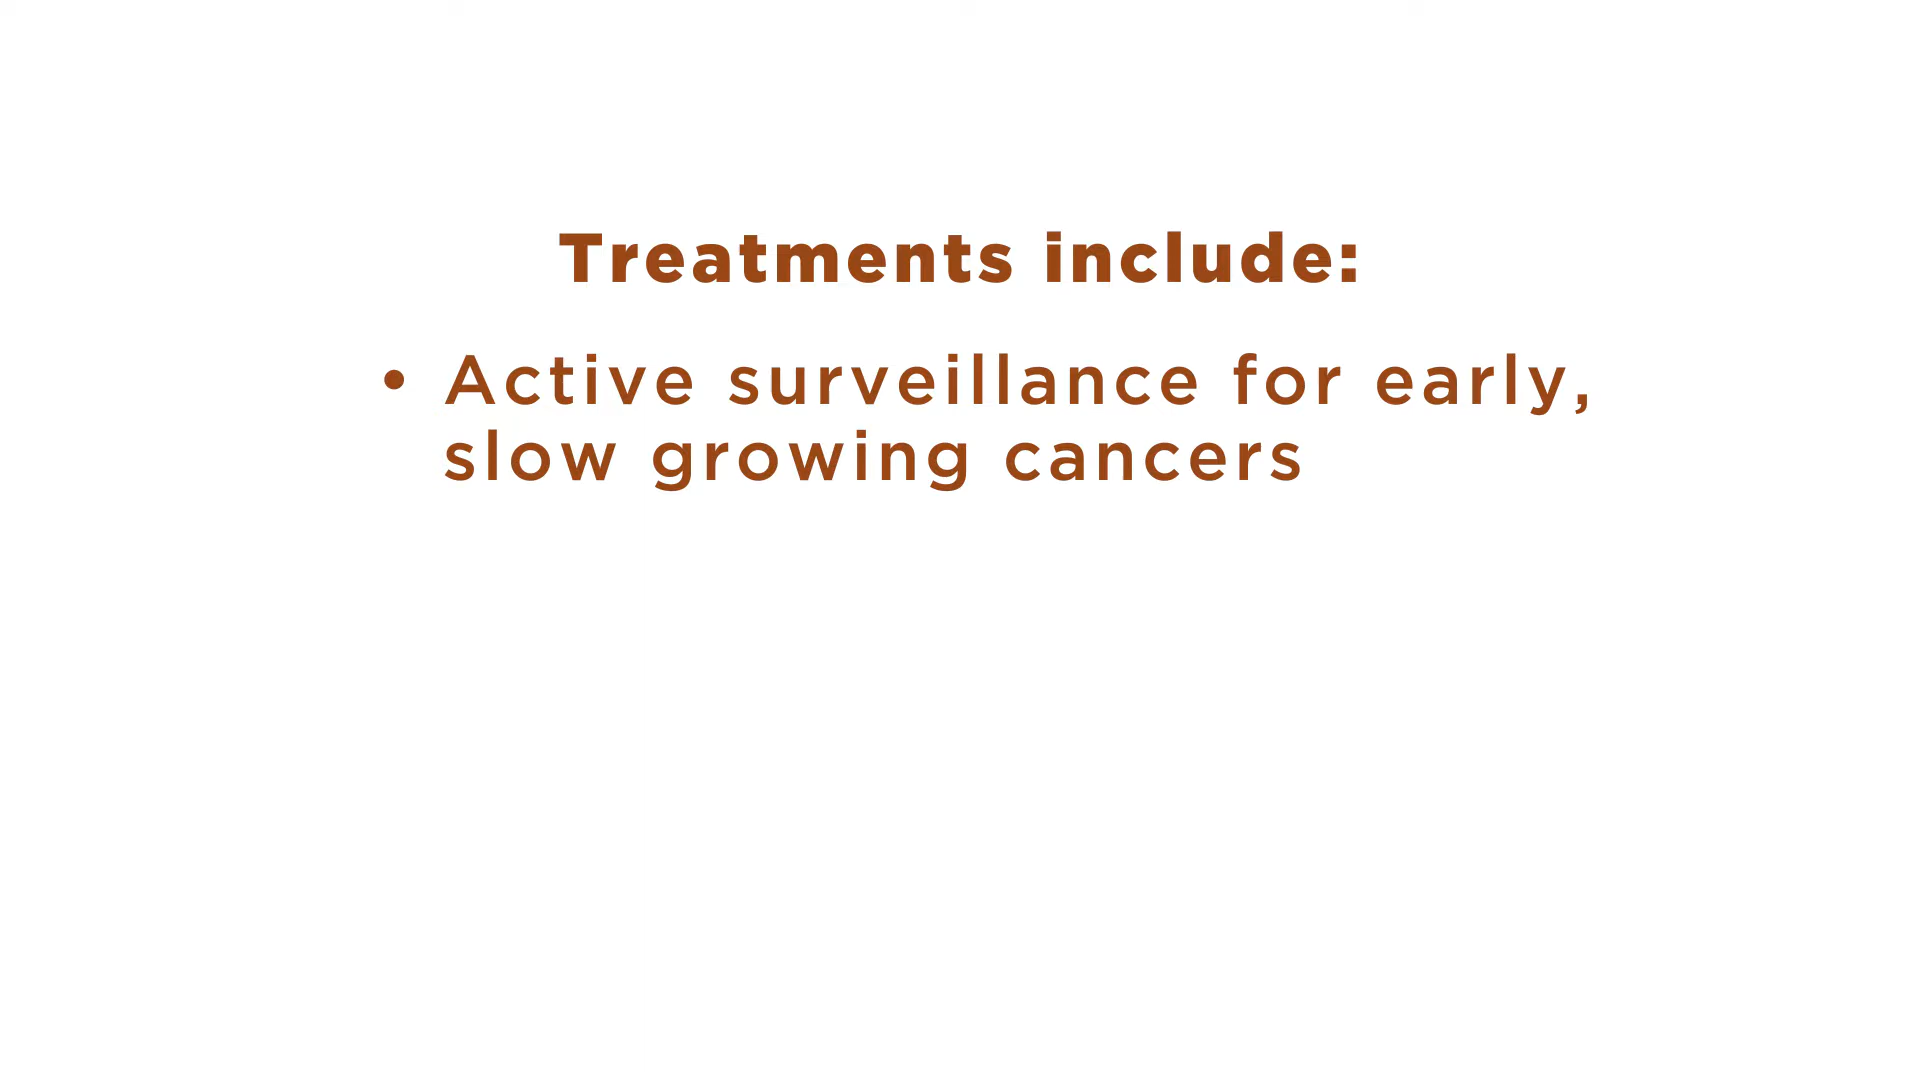 Treatments include:
• Active surveillance for early,
slow growing cancers